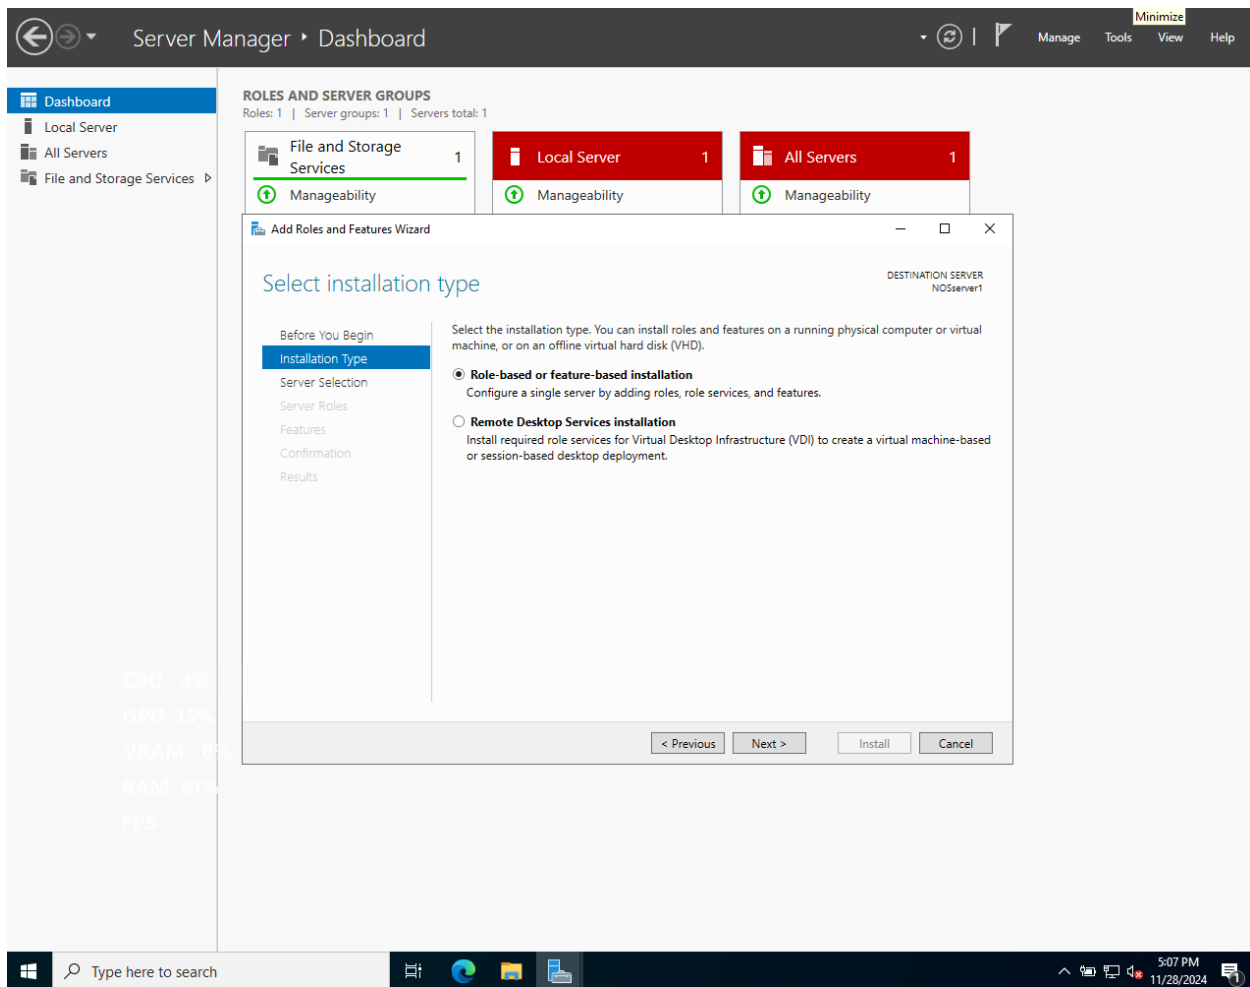 Minimize
Server Manager ‣ Dashboard
Manage Tools View Help
Dashboard
Local Server
All Servers
File and Storage Services
ROLES AND SERVER GROUPS
Roles: 1 | Server groups: 1 | Servers total: 1
File and Storage
Services
1
Manageability
Local Server 1
Manageability
All Servers 1
Manageability
Add Roles and Features Wizard
Select installation type
DESTINATION SERVER
NOSserver1
Before You Begin
Installation Type
Server Selection
Server Roles
Features
Confirmation
Results
Select the installation type. You can install roles and features on a running physical computer or virtual
machine, or on an offline virtual hard disk (VHD).
Role-based or feature-based installation
Configure a single server by adding roles, role services, and features.
Remote Desktop Services installation
Install required role services for Virtual Desktop Infrastructure (VDI) to create a virtual machine-based
or session-based desktop deployment.
< Previous Next > Install Cancel
CPU 4%
GPU 15%
VRAM 0%
RAM 81%
FPS --
Type here to search
5:07 PM
11/28/2024
1